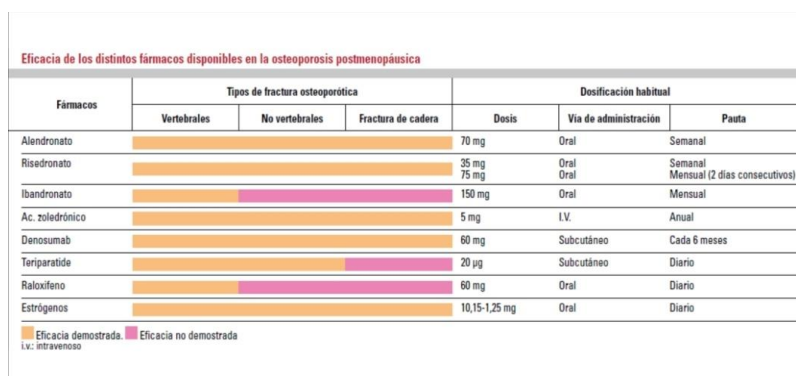 Eficacia de los distintos fármacos disponibles en la osteoporosis postmenopáusica
Fármacos Tipos de fractura osteoporótica Dosificación habitual
Vertebrales No vertebrales Fractura de cadera Dosis Vía de administración Pauta
Alendronato 70 mg Oral Semanal
Risedronato 35 mg Oral Semanal
75 mg Oral Mensual (2 días consecutivos)
Ibandronato 150 mg Oral Mensual
Ac. zoledrónico 5 mg I.V. Anual
Denosumab 60 mg Subcutáneo Cada 6 meses
Teriparatide 20 µg Subcutáneo Diario
Raloxifeno 60 mg Oral Diario
Estrógenos 10,15-1,25 mg Oral Diario
Eficacia demostrada. Eficacia no demostrada
i.v.: intravenoso